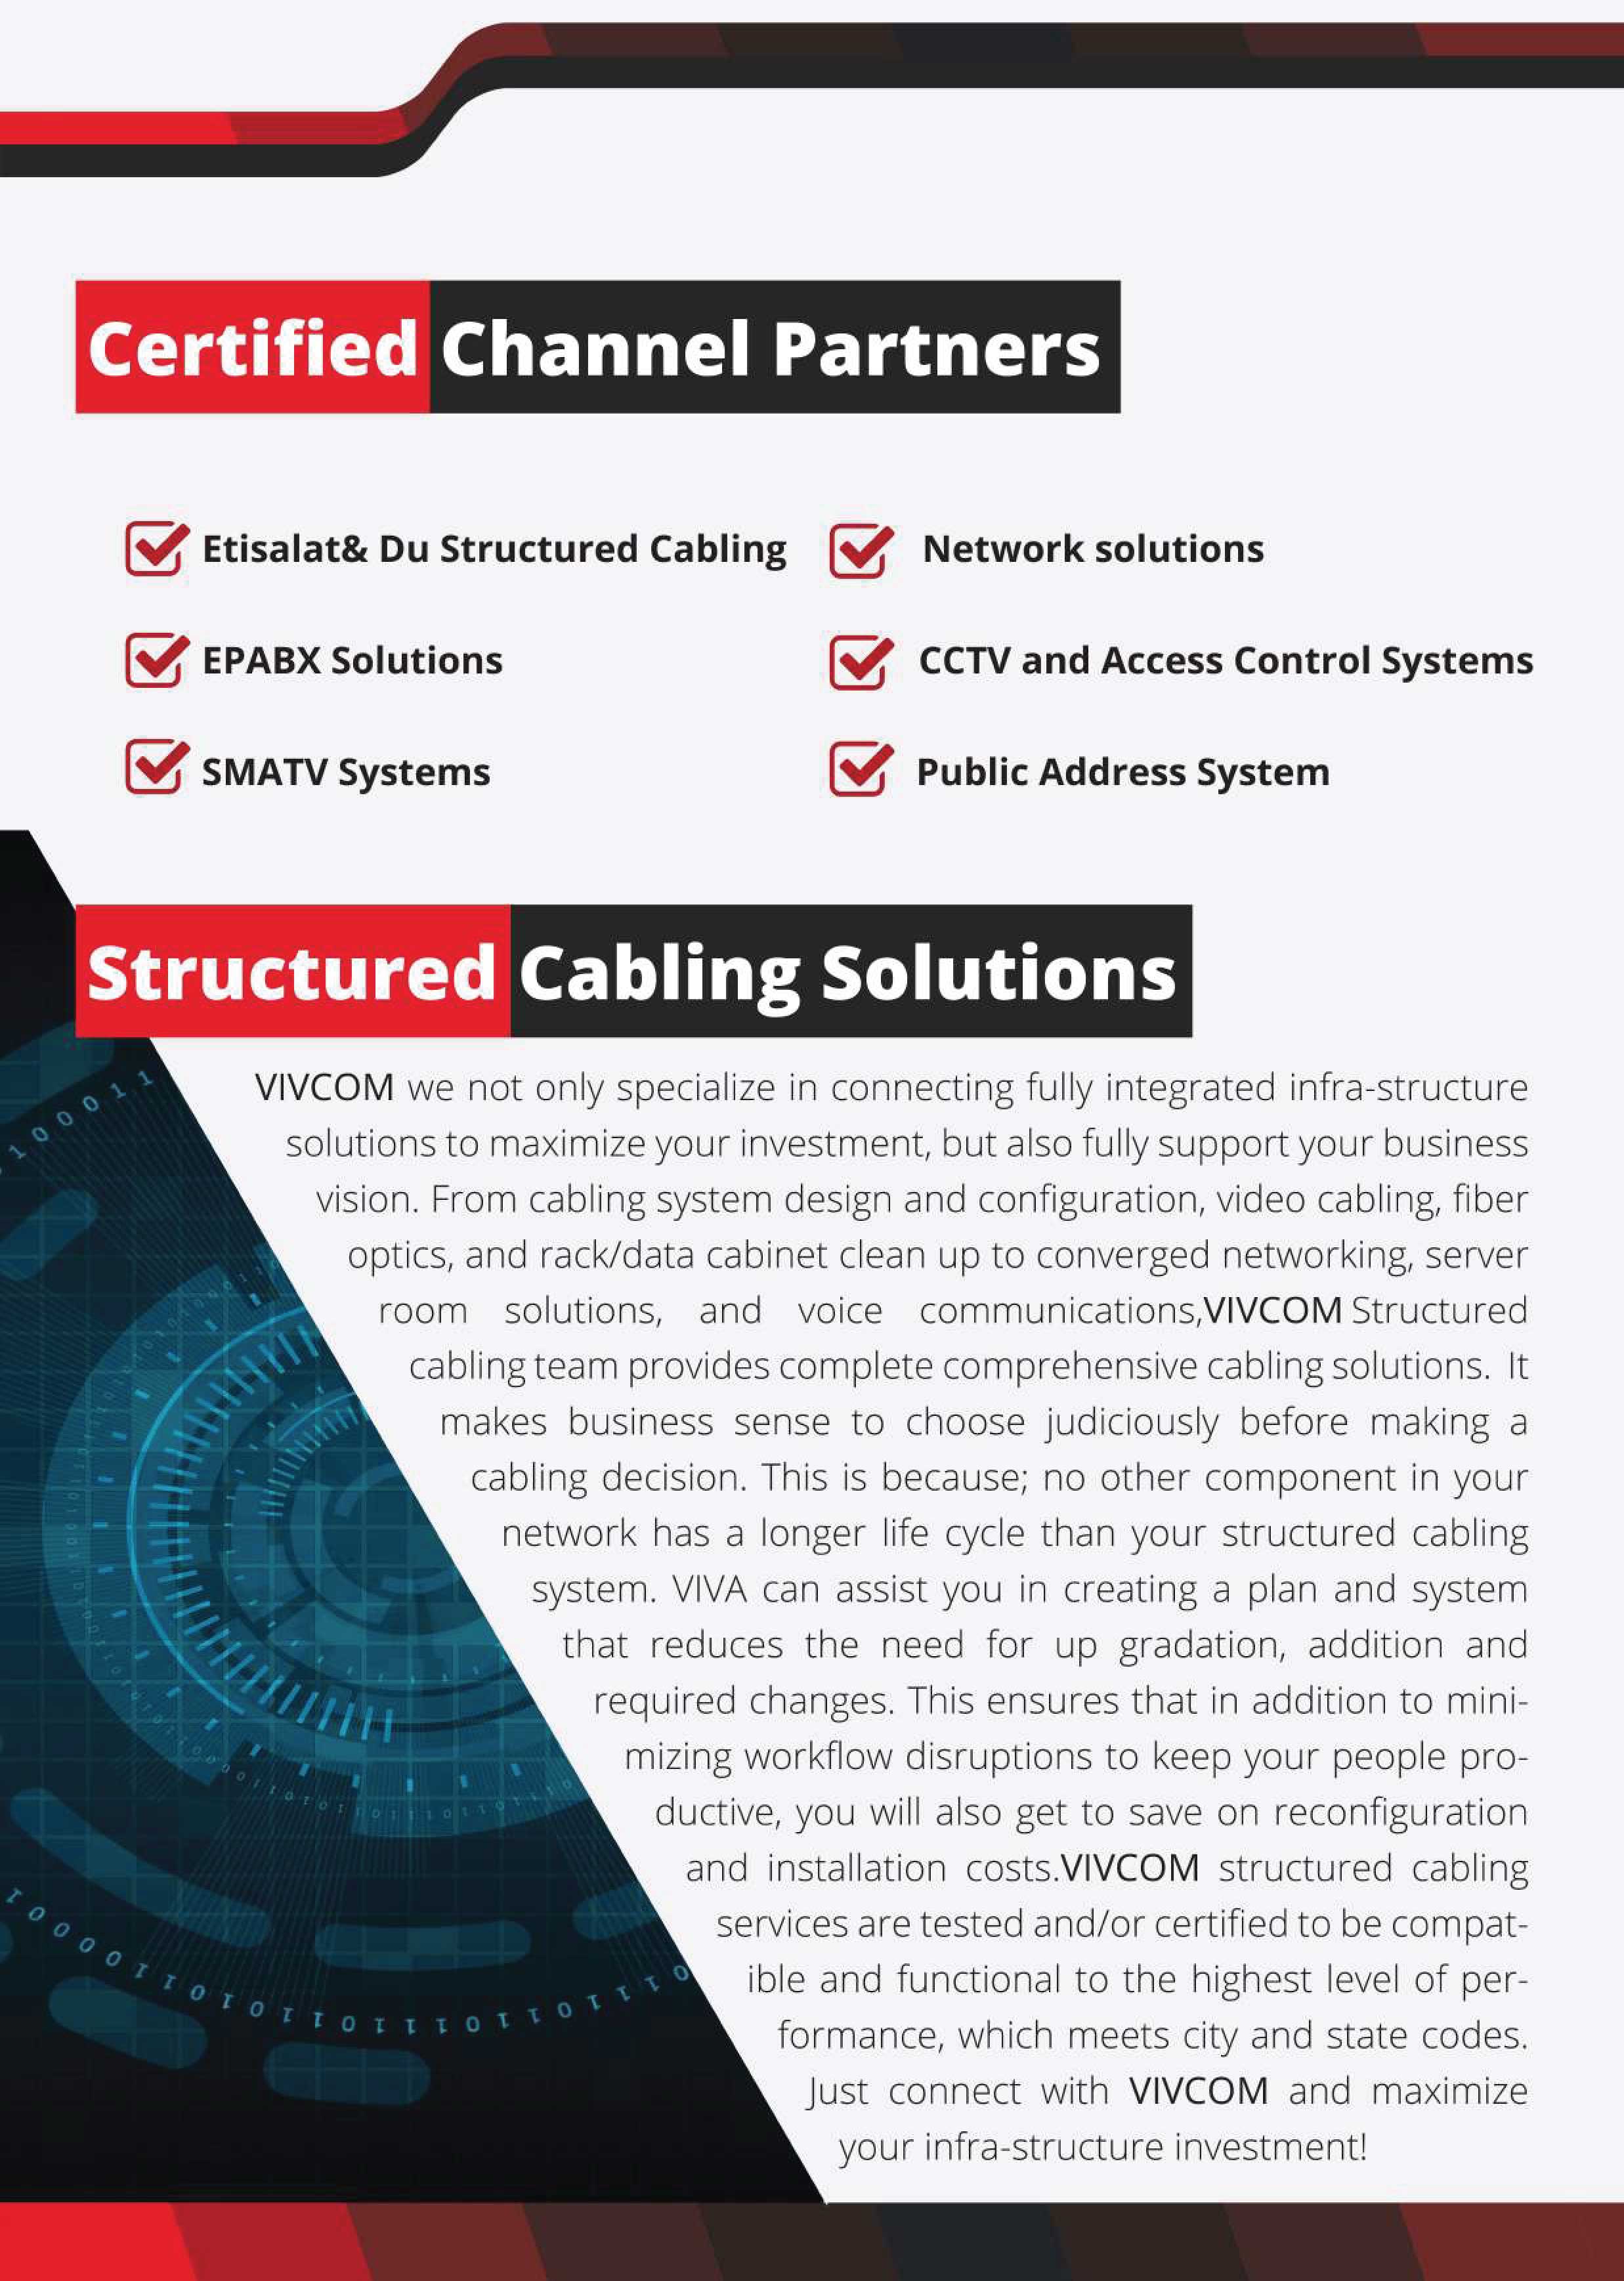 Certified Channel Partners
Etisalat& Du Structured Cabling
Network solutions
EPABX Solutions
CCTV and Access Control Systems
SMATV Systems
Public Address System
Structured Cabling Solutions
VIVCOM we not only specialize in connecting fully integrated infra-structure
solutions to maximize your investment, but also fully support your business
vision. From cabling system design and configuration, video cabling, fiber
optics, and rack/data cabinet clean up to converged networking, server
room solutions, and voice communications,VIVCOM Structured
cabling team provides complete comprehensive cabling solutions. It
makes business sense to choose judiciously before making a
cabling decision. This is because; no other component in your
network has a longer life cycle than your structured cabling
system. VIVA can assist you in creating a plan and system
that reduces the need for up gradation, addition and
required changes. This ensures that in addition to mini-
mizing workflow disruptions to keep your people pro-
ductive, you will also get to save on reconfiguration
and installation costs.VIVCOM structured cabling
services are tested and/or certified to be compat-
ible and functional to the highest level of per-
formance, which meets city and state codes.
Just connect with VIVCOM and maximize
your infra-structure investment!